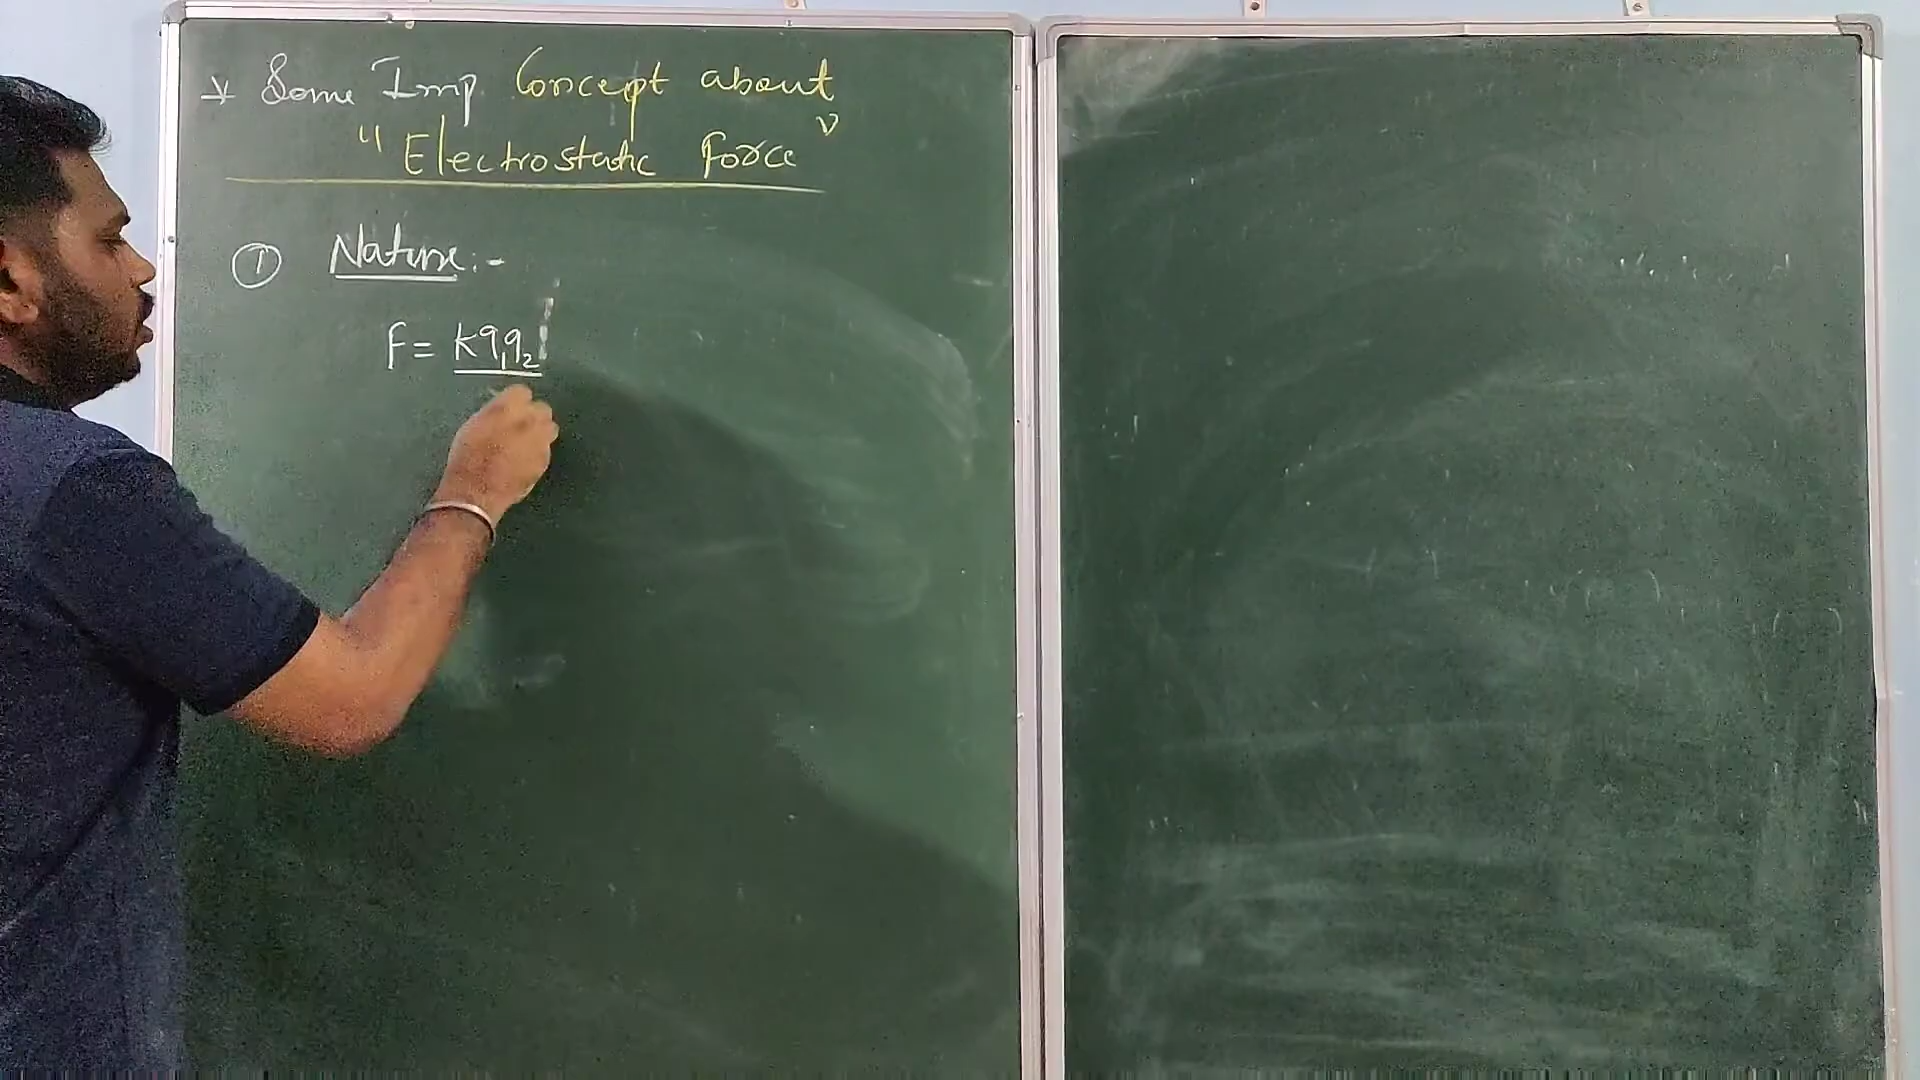 * Some Imp Concept about
"Electrostatic force"
① Nature:-
F = kq₁q₂